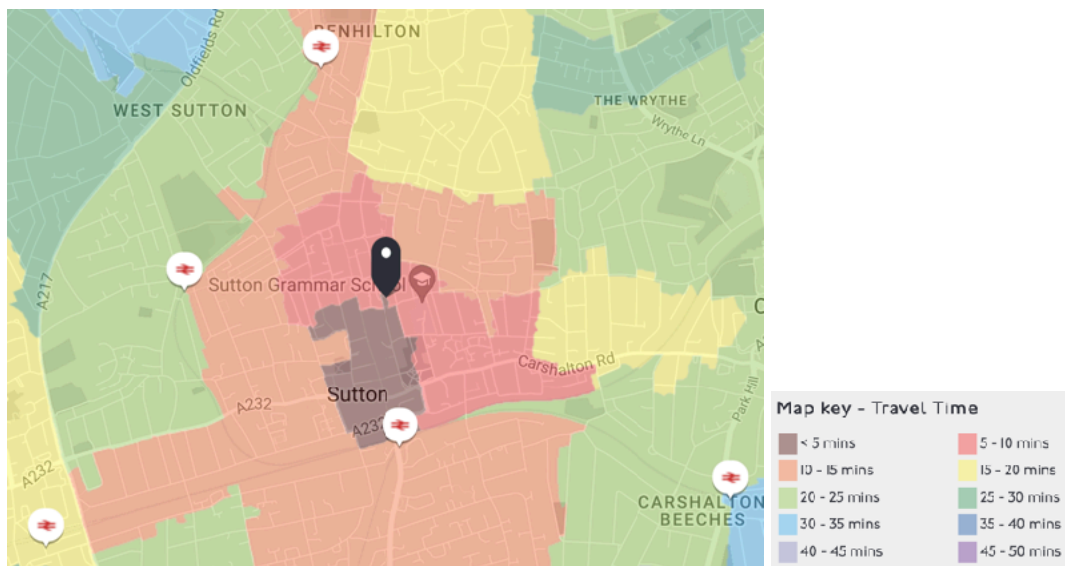 BENHILTON
Oldfields Rd
WEST SUTTON
THE WRYTHE
Wrythe Ln
A217
Sutton Grammar School
Carshalton Rd
Sutton
A232
A232
A232
Park Hill
CARSHALTON
BEECHES
Map key - Travel Time
< 5 mins
5 - 10 mins
10 - 15 mins
15 - 20 mins
20 - 25 mins
25 - 30 mins
30 - 35 mins
35 - 40 mins
40 - 45 mins
45 - 50 mins